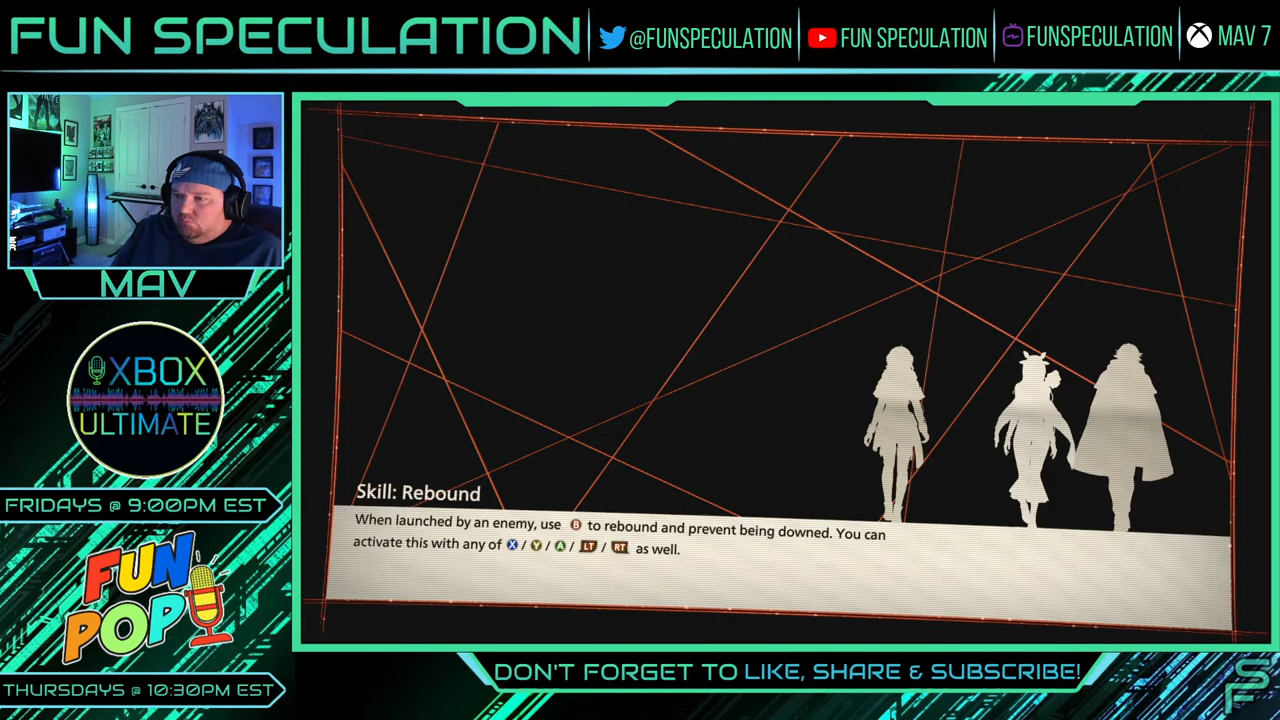 FUN SPECULATION
@FUNSPECULATION
FUN SPECULATION
FUNSPECULATION
MAV 7
MAV
XBOX
ULTIMATE
FRIDAYS @ 9:00PM EST
FUN
POP
THURSDAYS @ 10:30PM EST
Skill: Rebound
When launched by an enemy, use B to rebound and prevent being downed. You can
activate this with any of X / Y / A / LT / RT as well.
DON'T FORGET TO LIKE, SHARE & SUBSCRIBE!
SF